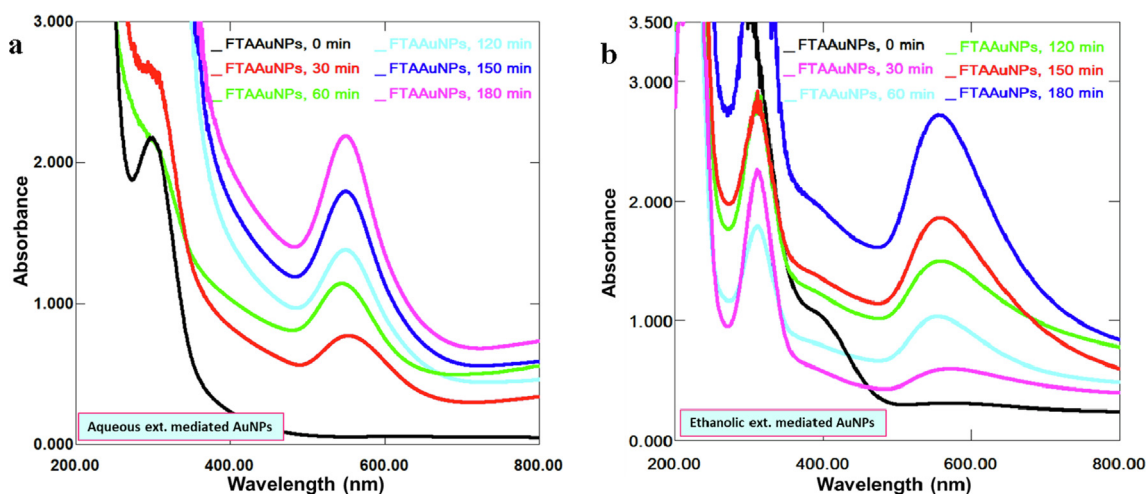 a
3.000
2.000
1.000
0.000
200.00 400.00 600.00 800.00
Absorbance
Wavelength (nm)
_ FTAAuNPs, 0 min
_ FTAAuNPs, 30 min
_ FTAAuNPs, 60 min
_ FTAAuNPs, 120 min
_ FTAAuNPs, 150 min
_ FTAAuNPs, 180 min
Aqueous ext. mediated AuNPs
b
3.500
3.000
2.000
1.000
0.000
200.00 400.00 600.00 800.00
Absorbance
Wavelength (nm)
_ FTAAuNPs, 0 min
_ FTAAuNPs, 30 min
_ FTAAuNPs, 60 min
_ FTAAuNPs, 120 min
_ FTAAuNPs, 150 min
_ FTAAuNPs, 180 min
Ethanolic ext. mediated AuNPs